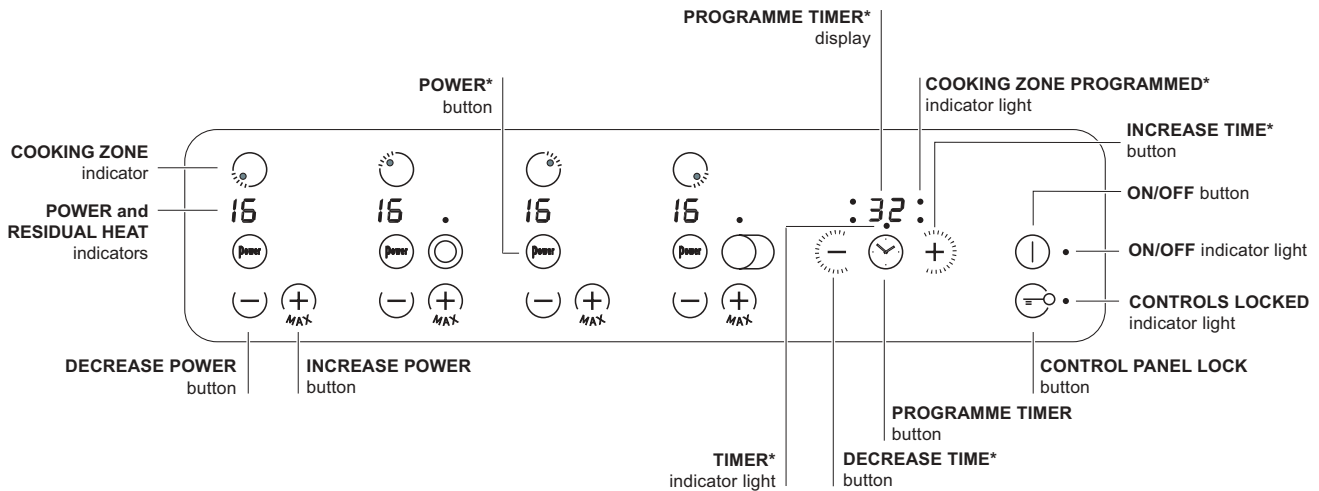 PROGRAMME TIMER*
display
POWER*
button
COOKING ZONE PROGRAMMED*
indicator light
INCREASE TIME*
button
COOKING ZONE
indicator
ON/OFF button
POWER and
RESIDUAL HEAT
indicators
16 16 16 16 :32:
Power Power Power Power
ON/OFF indicator light
MAX MAX MAX MAX
CONTROLS LOCKED
indicator light
DECREASE POWER
button
INCREASE POWER
button
CONTROL PANEL LOCK
button
PROGRAMME TIMER
button
TIMER*
indicator light
DECREASE TIME*
button